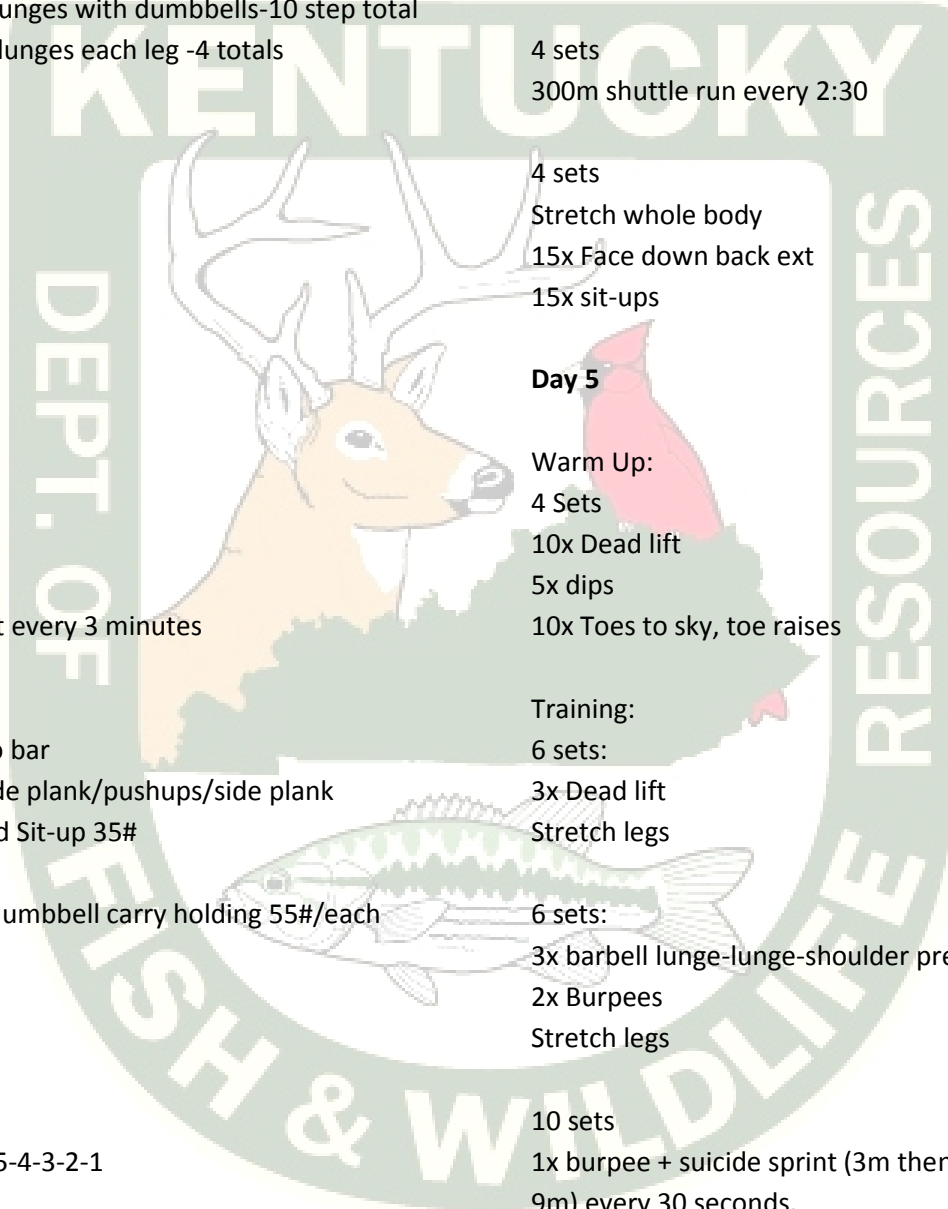 unges with dumbbells-10 step total
lunges each leg -4 totals
t every 3 minutes
o bar
de plank/pushups/side plank
d Sit-up 35#
umbbell carry holding 55#/each
5-4-3-2-1
4 sets
300m shuttle run every 2:30
4 sets
Stretch whole body
15x Face down back ext
15x sit-ups
Day 5
Warm Up:
4 Sets
10x Dead lift
5x dips
10x Toes to sky, toe raises
Training:
6 sets:
3x Dead lift
Stretch legs
6 sets:
3x barbell lunge-lunge-shoulder pre
2x Burpees
Stretch legs
10 sets
1x burpee + suicide sprint (3m then
9m) every 30 seconds.
KENTUCKY
DEPT. OF
FISH & WILDLIFE
RESOURCES